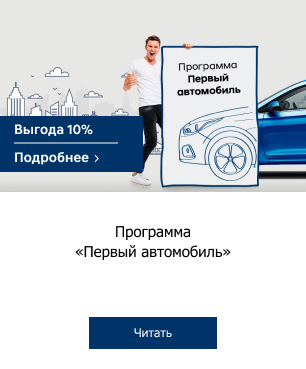 Программа
Первый
автомобиль
Выгода 10%
Подробнее >
Программа
«Первый автомобиль»
Читать